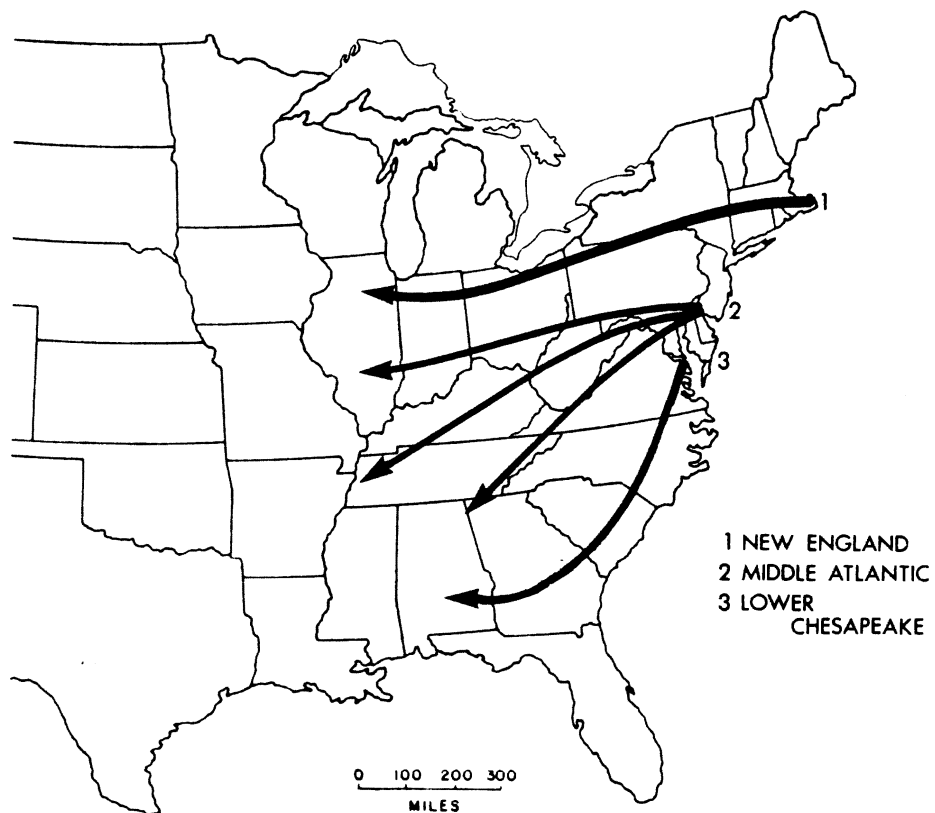 1
2
3
1 NEW ENGLAND
2 MIDDLE ATLANTIC
3 LOWER
CHESAPEAKE
0 100 200 300
MILES